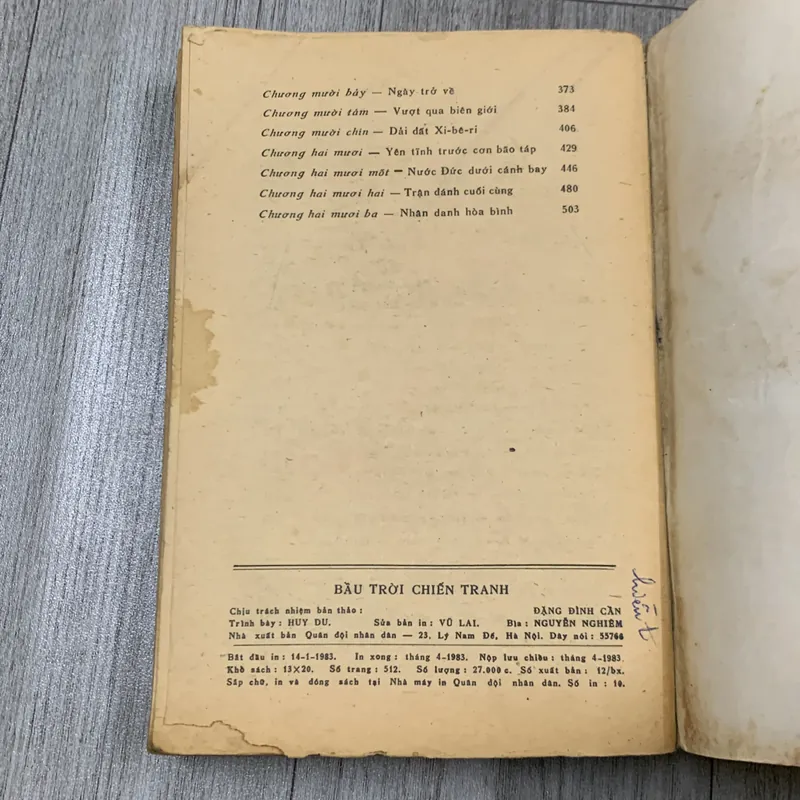 Chương mười bảy — Ngày trở về 373
Chương mười tám — Vượt qua biên giới 384
Chương mười chín — Dải đất Xi-bê-ri 406
Chương hai mươi — Yên tĩnh trước cơn bão táp 429
Chương hai mươi mốt — Nước Đức dưới cánh bay 446
Chương hai mươi hai — Trận đánh cuối cùng 480
Chương hai mươi ba — Nhân danh hòa bình 503
BẦU TRỜI CHIẾN TRANH
Chịu trách nhiệm bản thảo : ĐẶNG ĐÌNH CẦN
Trình bày : HUY DU. Sửa bản in : VŨ LAI. Bìa : NGUYỄN NGHIÊM
Nhà xuất bản Quân đội nhân dân — 23, Lý Nam Đế, Hà Nội. Dây nói : 55766
Bắt đầu in : 14-1-1983. In xong : tháng 4-1983. Nộp lưu chiểu : tháng 4-1983.
Khổ sách : 13×20. Số trang : 512. Số lượng : 27.000 c. Số xuất bản : 12/bx.
Sắp chữ, in và đóng sách tại Nhà máy in Quân đội nhân dân. Số in : 10.